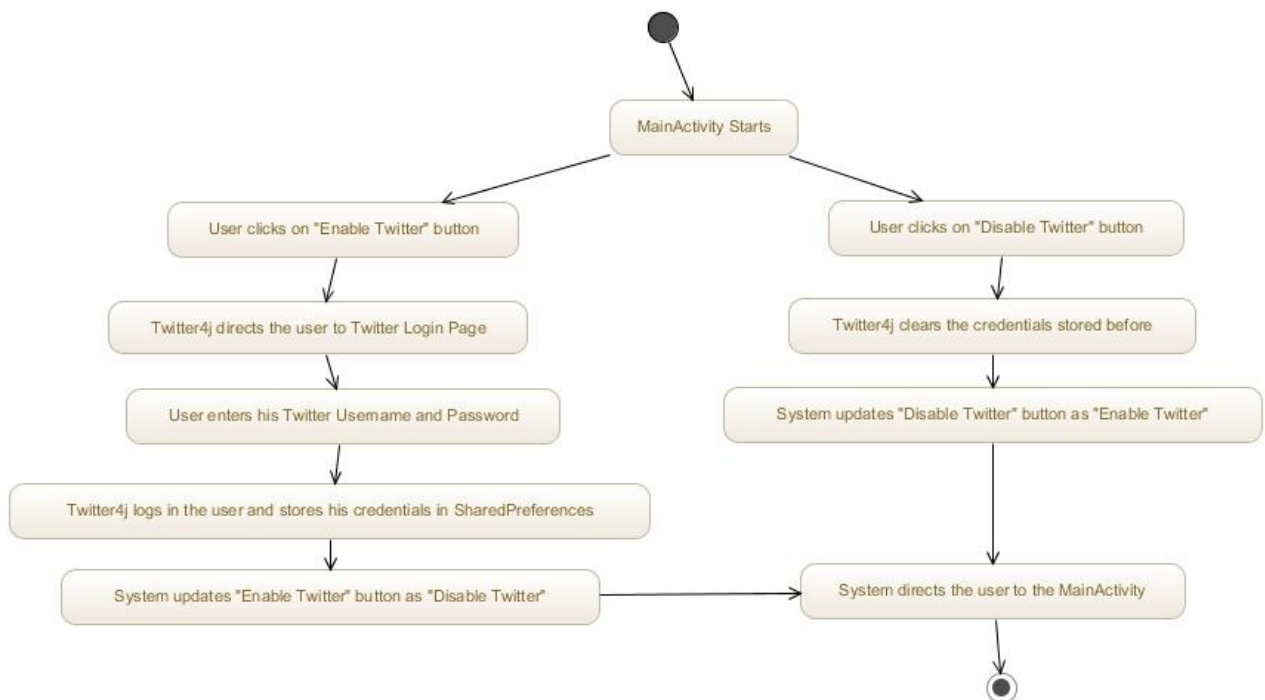 MainActivity Starts
User clicks on "Enable Twitter" button
User clicks on "Disable Twitter" button
Twitter4j directs the user to Twitter Login Page
Twitter4j clears the credentials stored before
User enters his Twitter Username and Password
System updates "Disable Twitter" button as "Enable Twitter"
Twitter4j logs in the user and stores his credentials in SharedPreferences
System updates "Enable Twitter" button as "Disable Twitter"
System directs the user to the MainActivity